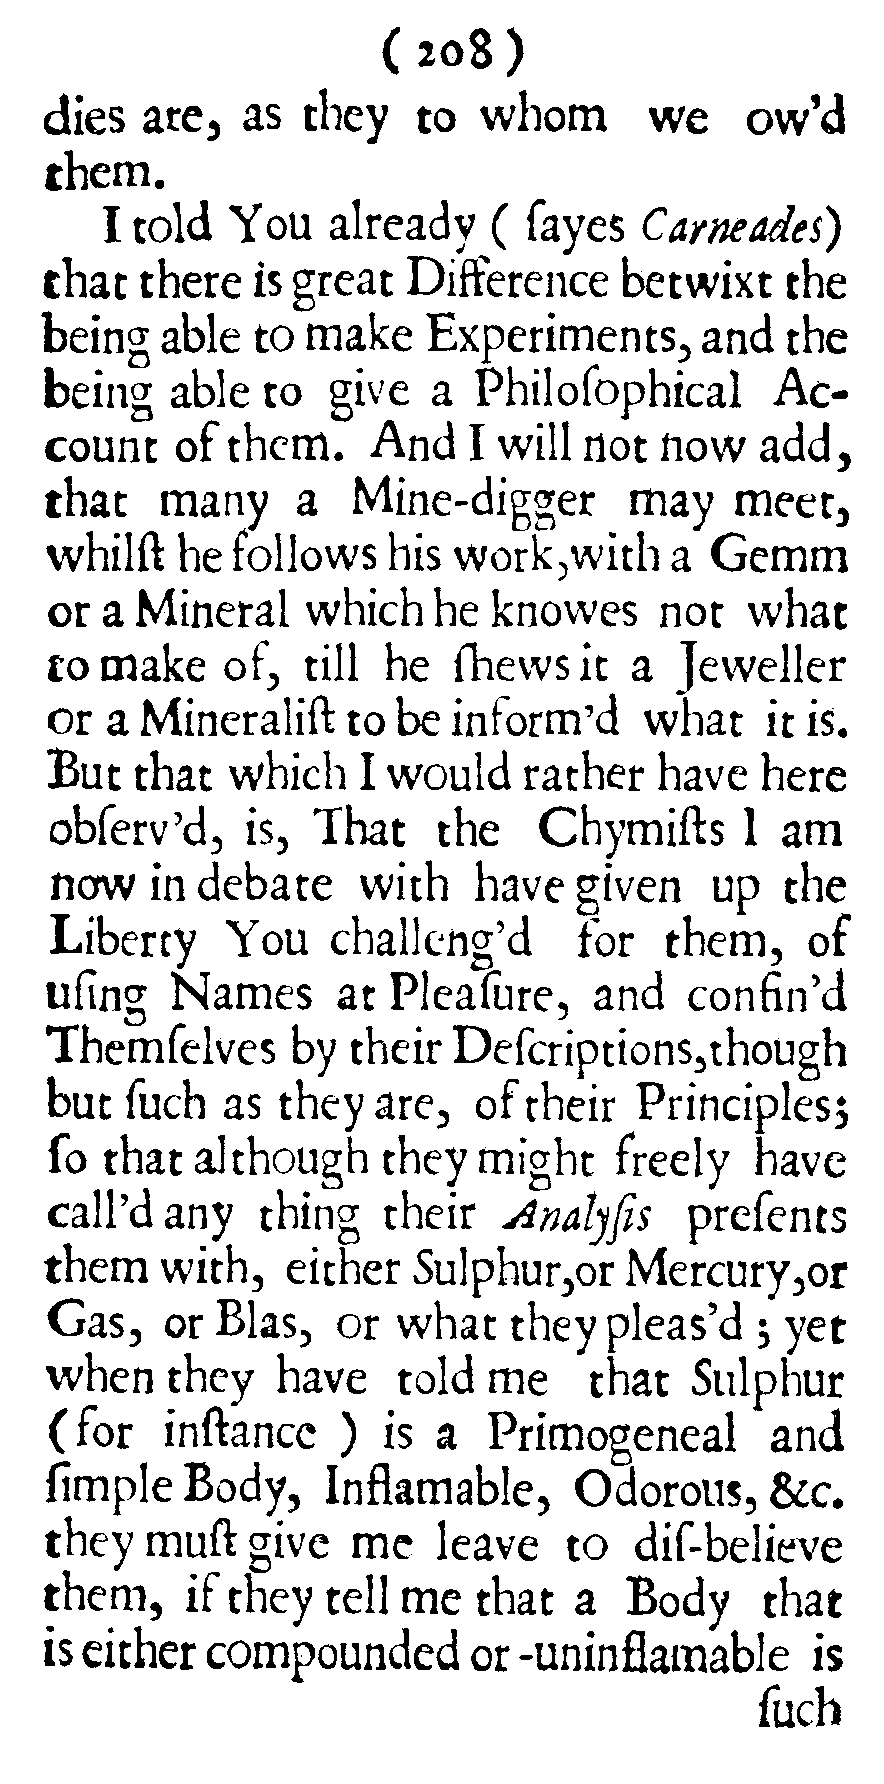 ( 208 )
dies are, as they to whom we ow'd
them.
I told You already ( ſayes Carneades)
that there is great Difference betwixt the
being able to make Experiments, and the
being able to give a Philoſophical Ac-
count of them. And I will not now add,
that many a Mine-digger may meet,
whilſt he follows his work,with a Gemm
or a Mineral which he knowes not what
to make of, till he ſhews it a Jeweller
or a Mineraliſt to be inform'd what it is.
But that which I would rather have here
obſerv'd, is, That the Chymiſts I am
now in debate with have given up the
Liberty You challeng'd for them, of
uſing Names at Pleaſure, and confin'd
Themſelves by their Deſcriptions,though
but ſuch as they are, of their Principles;
ſo that although they might freely have
call'd any thing their Analyſis preſents
them with, either Sulphur,or Mercury,or
Gas, or Blas, or what they pleas'd ; yet
when they have told me that Sulphur
(for inſtance ) is a Primogeneal and
ſimple Body, Inflamable, Odorous, &c.
they muſt give me leave to diſ-believe
them, if they tell me that a Body that
is either compounded or -uninflamable is
ſuch